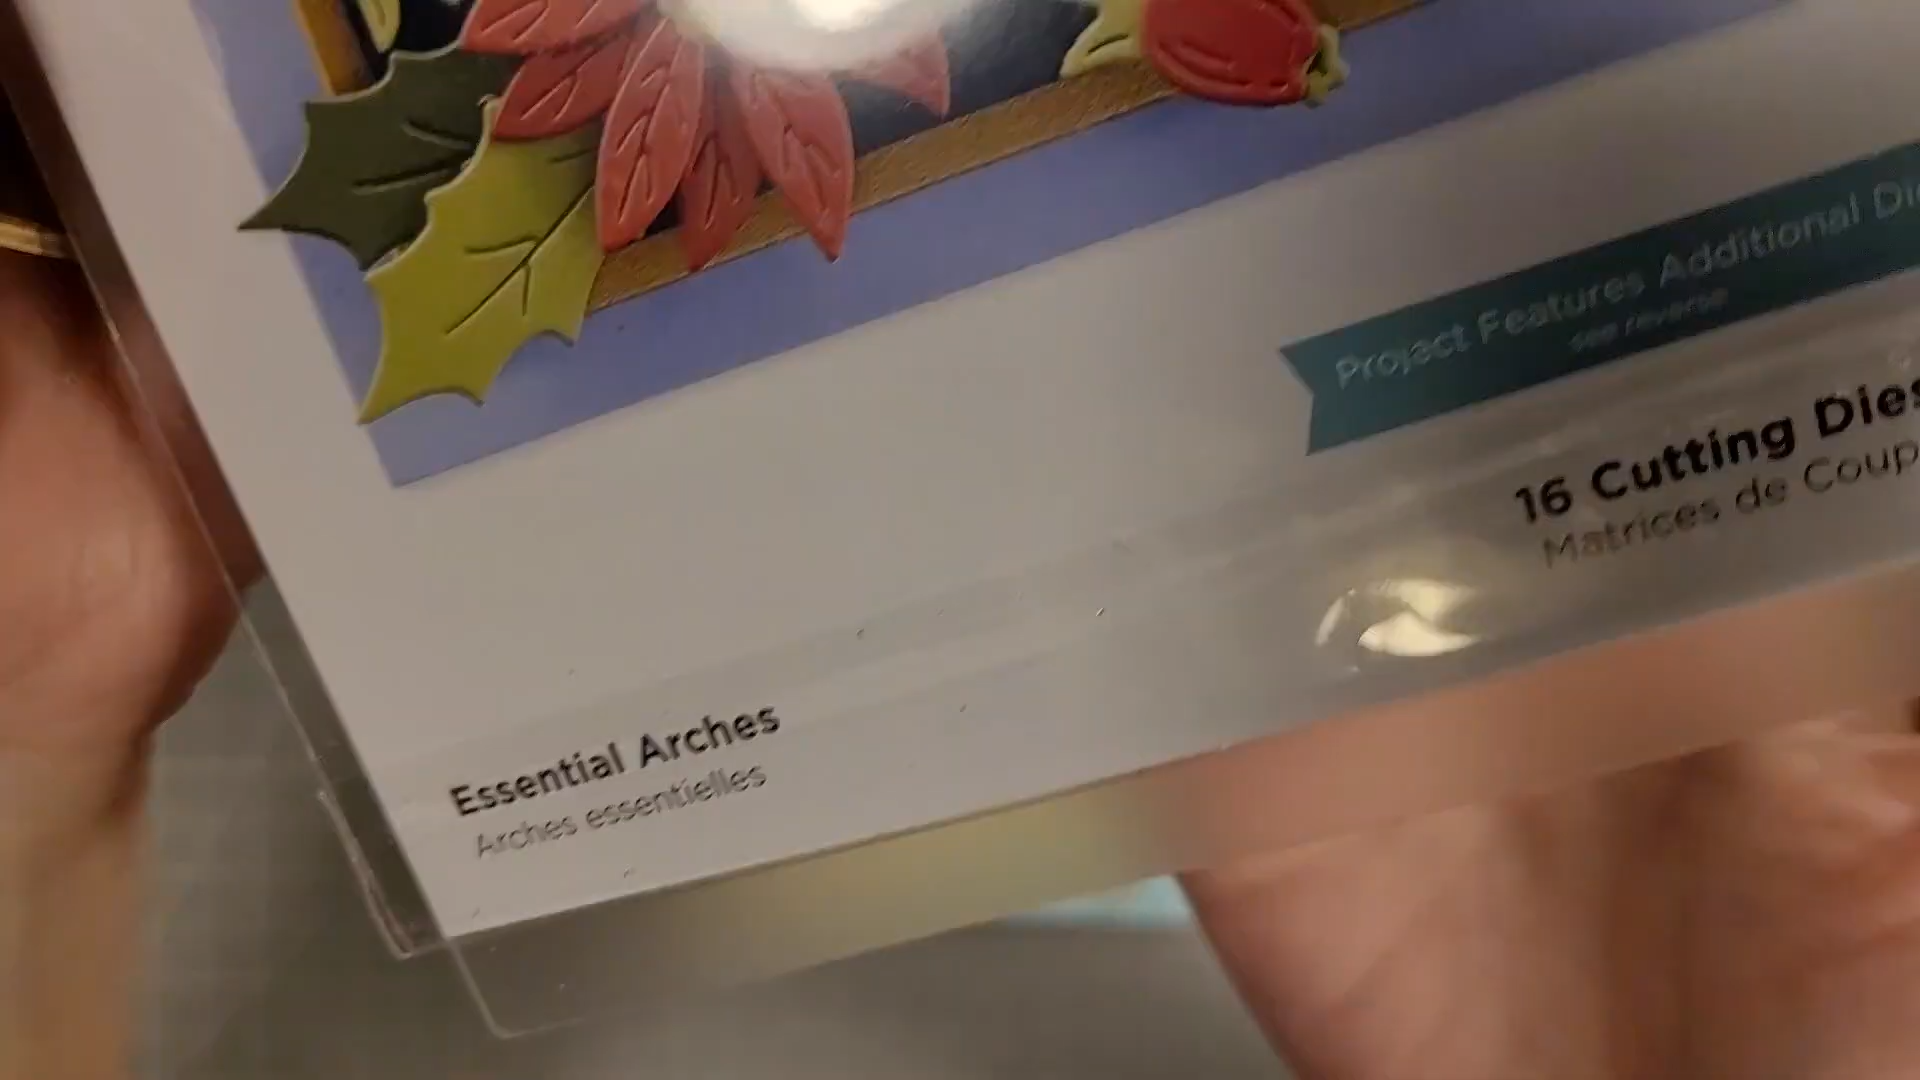 Project Features Additional
see reverse
16 Cutting Dies
Matrices de
Essential Arches
Arches essentielles